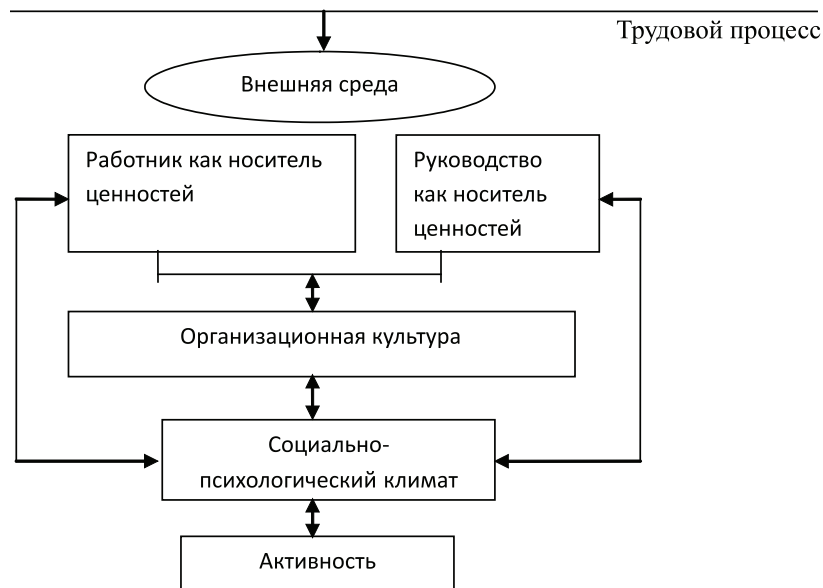 Трудовой процесс
Внешняя среда
Работник как носитель
ценностей
Руководство
как носитель
ценностей
Организационная культура
Социально-
психологический климат
Активность